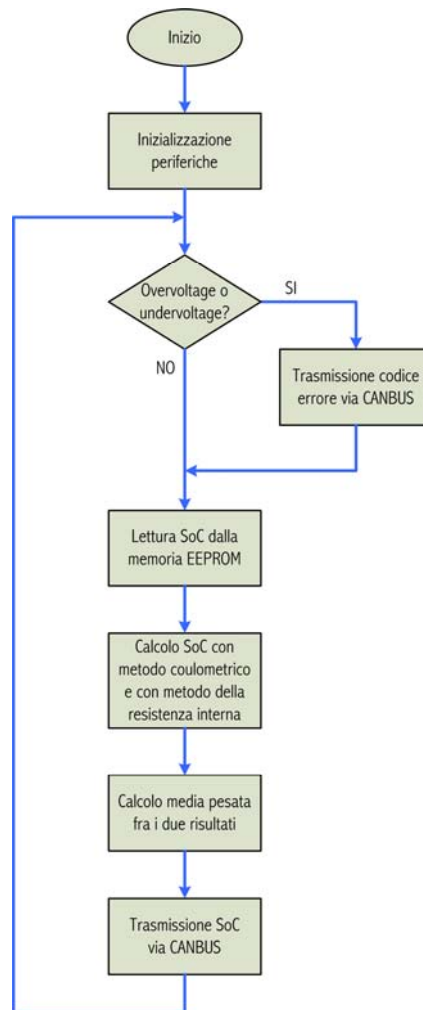 Inizio
Inizializzazione
periferiche
Overvoltage o
undervoltage?
SI
NO
Trasmissione codice
errore via CANBUS
Lettura SoC dalla
memoria EEPROM
Calcolo SoC con
metodo coulometrico
e con metodo della
resistenza interna
Calcolo media pesata
fra i due risultati
Trasmissione SoC
via CANBUS